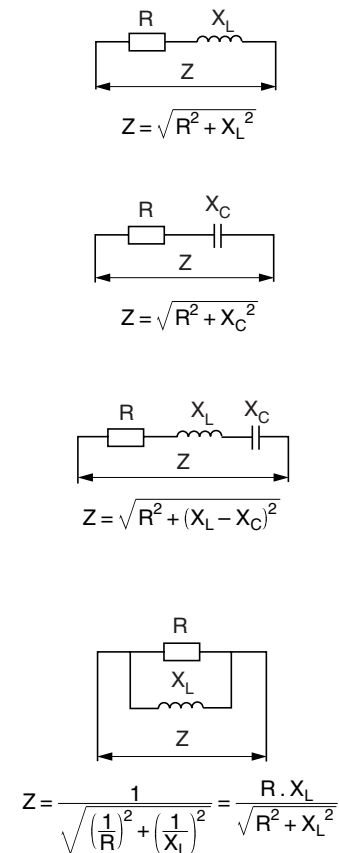 R X_L
Z
Z = √(R² + X_L²)
R X_C
Z
Z = √(R² + X_C²)
R X_L X_C
Z
Z = √(R² + (X_L – X_C)²)
R
X_L
Z
Z = 1 / √((1/R)² + (1/X_L)²) = R . X_L / √(R² + X_L²)